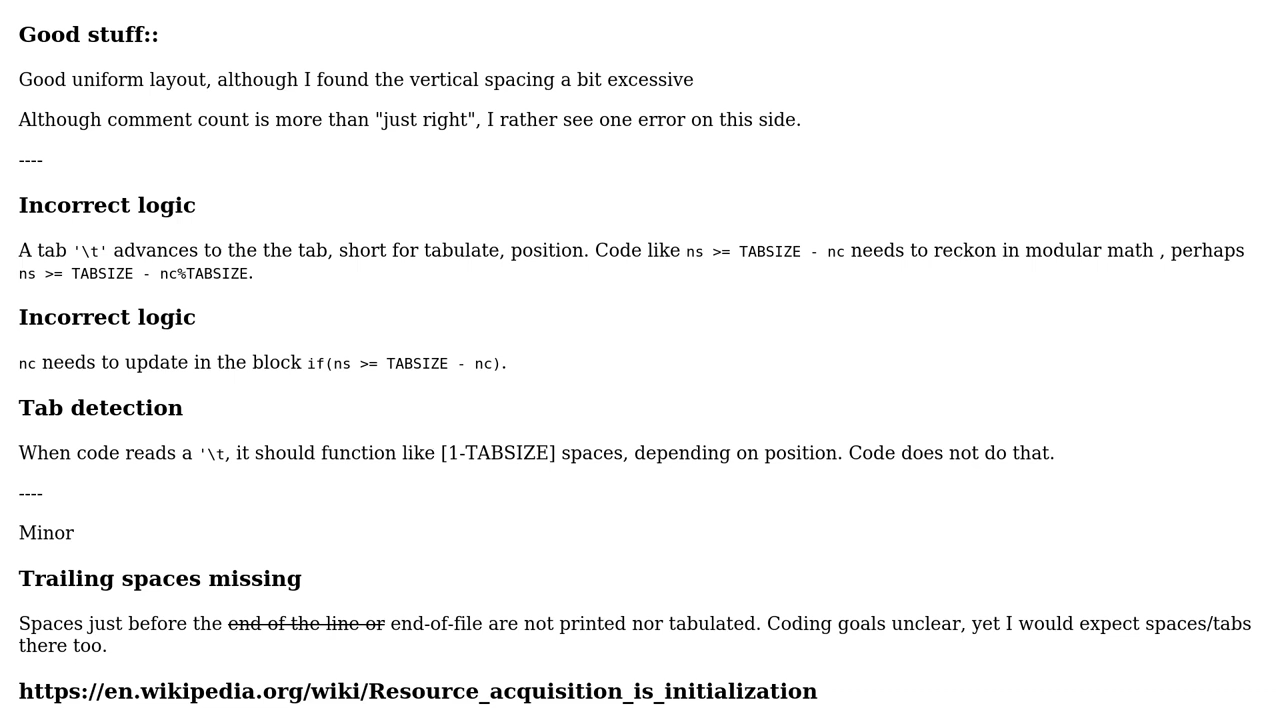 Good stuff::
Good uniform layout, although I found the vertical spacing a bit excessive
Although comment count is more than "just right", I rather see one error on this side.
----
Incorrect logic
A tab '\t' advances to the the tab, short for tabulate, position. Code like ns >= TABSIZE - nc needs to reckon in modular math , perhaps
ns >= TABSIZE - nc%TABSIZE.
Incorrect logic
nc needs to update in the block if(ns >= TABSIZE - nc).
Tab detection
When code reads a '\t, it should function like [1-TABSIZE] spaces, depending on position. Code does not do that.
----
Minor
Trailing spaces missing
Spaces just before the end of the line or end-of-file are not printed nor tabulated. Coding goals unclear, yet I would expect spaces/tabs
there too.
https://en.wikipedia.org/wiki/Resource_acquisition_is_initialization